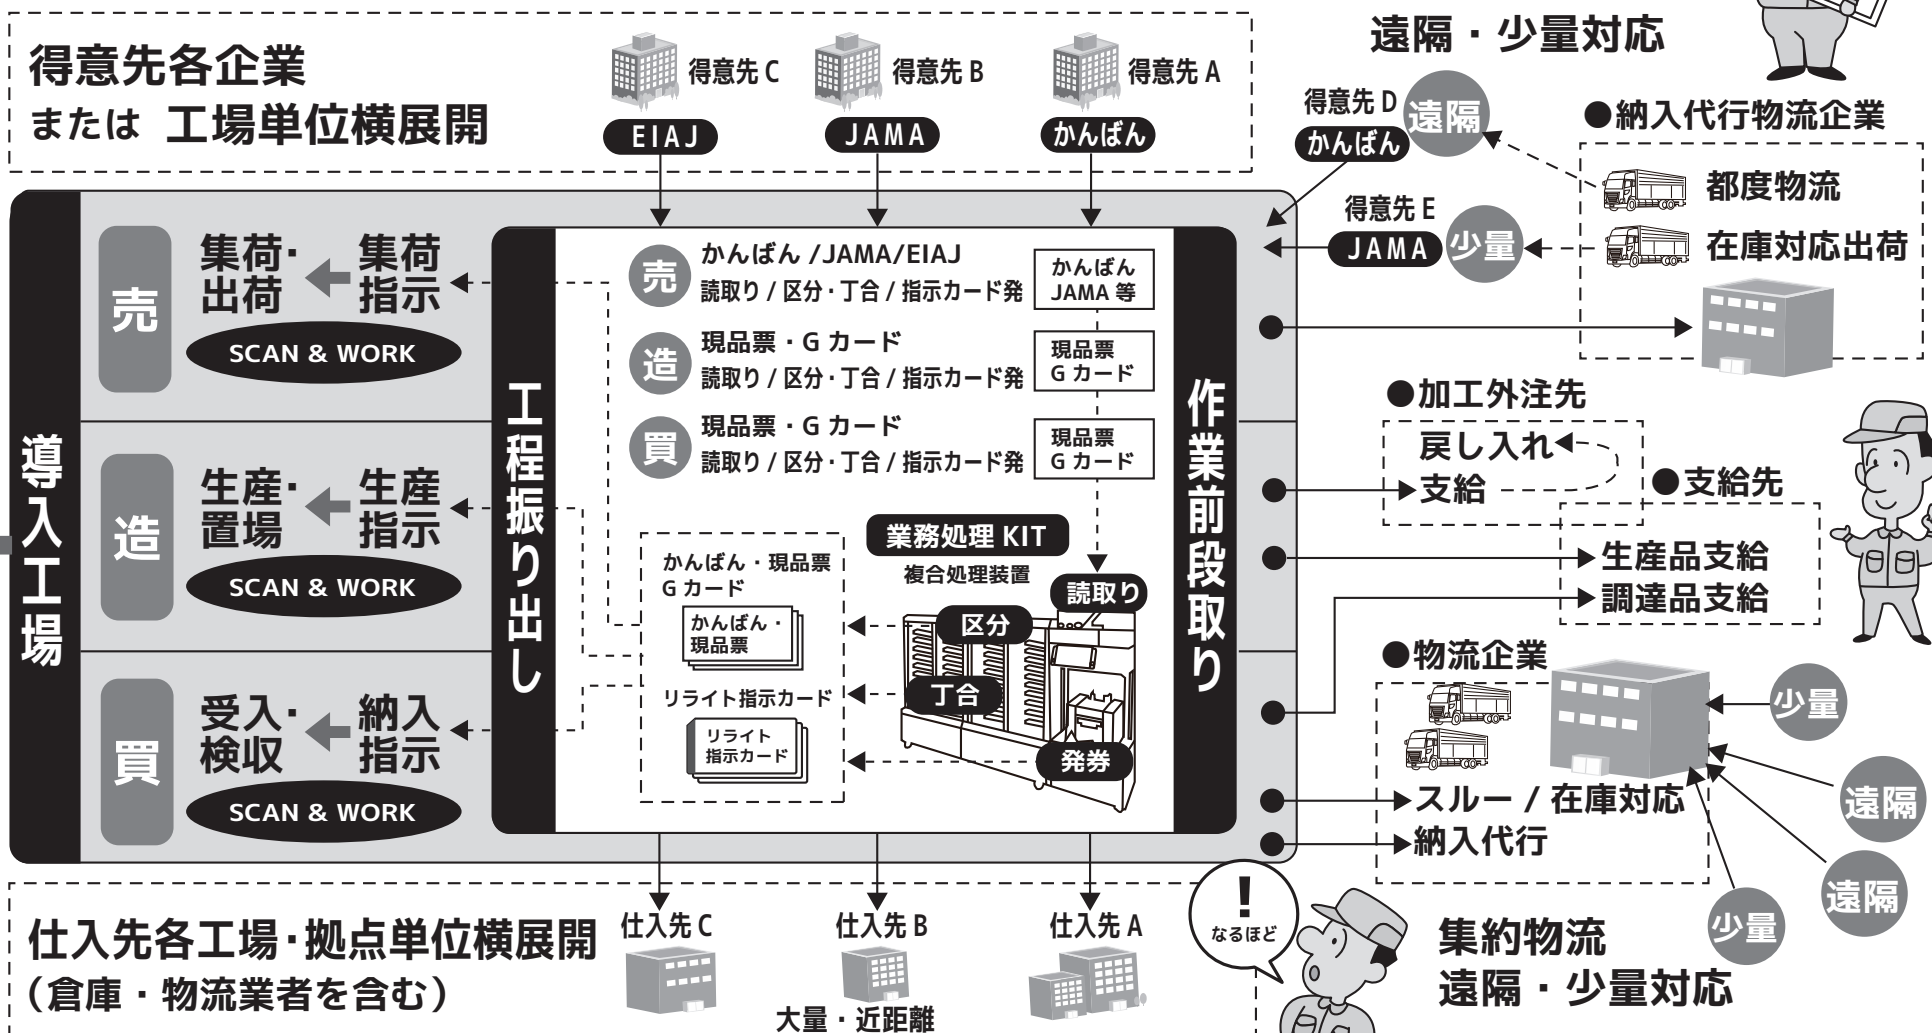 得意先各企業
または 工場単位横展開
得意先 C
得意先 B
得意先 A
EIAJ
JAMA
かんばん
遠隔・少量対応
得意先 D
遠隔
かんばん
得意先 E
JAMA
少量
●納入代行物流企業
都度物流
在庫対応出荷
導入工場
売
集荷・
出荷
集荷
指示
SCAN & WORK
造
生産・
置場
生産
指示
SCAN & WORK
買
受入・
検収
納入
指示
SCAN & WORK
工程振り出し
売
かんばん /JAMA/EIAJ
読取り / 区分・丁合 / 指示カード発
かんばん
JAMA 等
造
現品票・G カード
読取り / 区分・丁合 / 指示カード発
現品票
G カード
買
現品票・G カード
読取り / 区分・丁合 / 指示カード発
現品票
G カード
業務処理 KIT
複合処理装置
読取り
区分
丁合
発券
かんばん・現品票
G カード
かんばん・
現品票
リライト指示カード
リライト
指示カード
作業前段取り
●加工外注先
戻し入れ
支給
●支給先
生産品支給
調達品支給
●物流企業
スルー / 在庫対応
納入代行
少量
遠隔
遠隔
少量
仕入先各工場・拠点単位横展開
（倉庫・物流業者を含む）
仕入先 C
仕入先 B
仕入先 A
大量・近距離
!
なるほど
集約物流
遠隔・少量対応